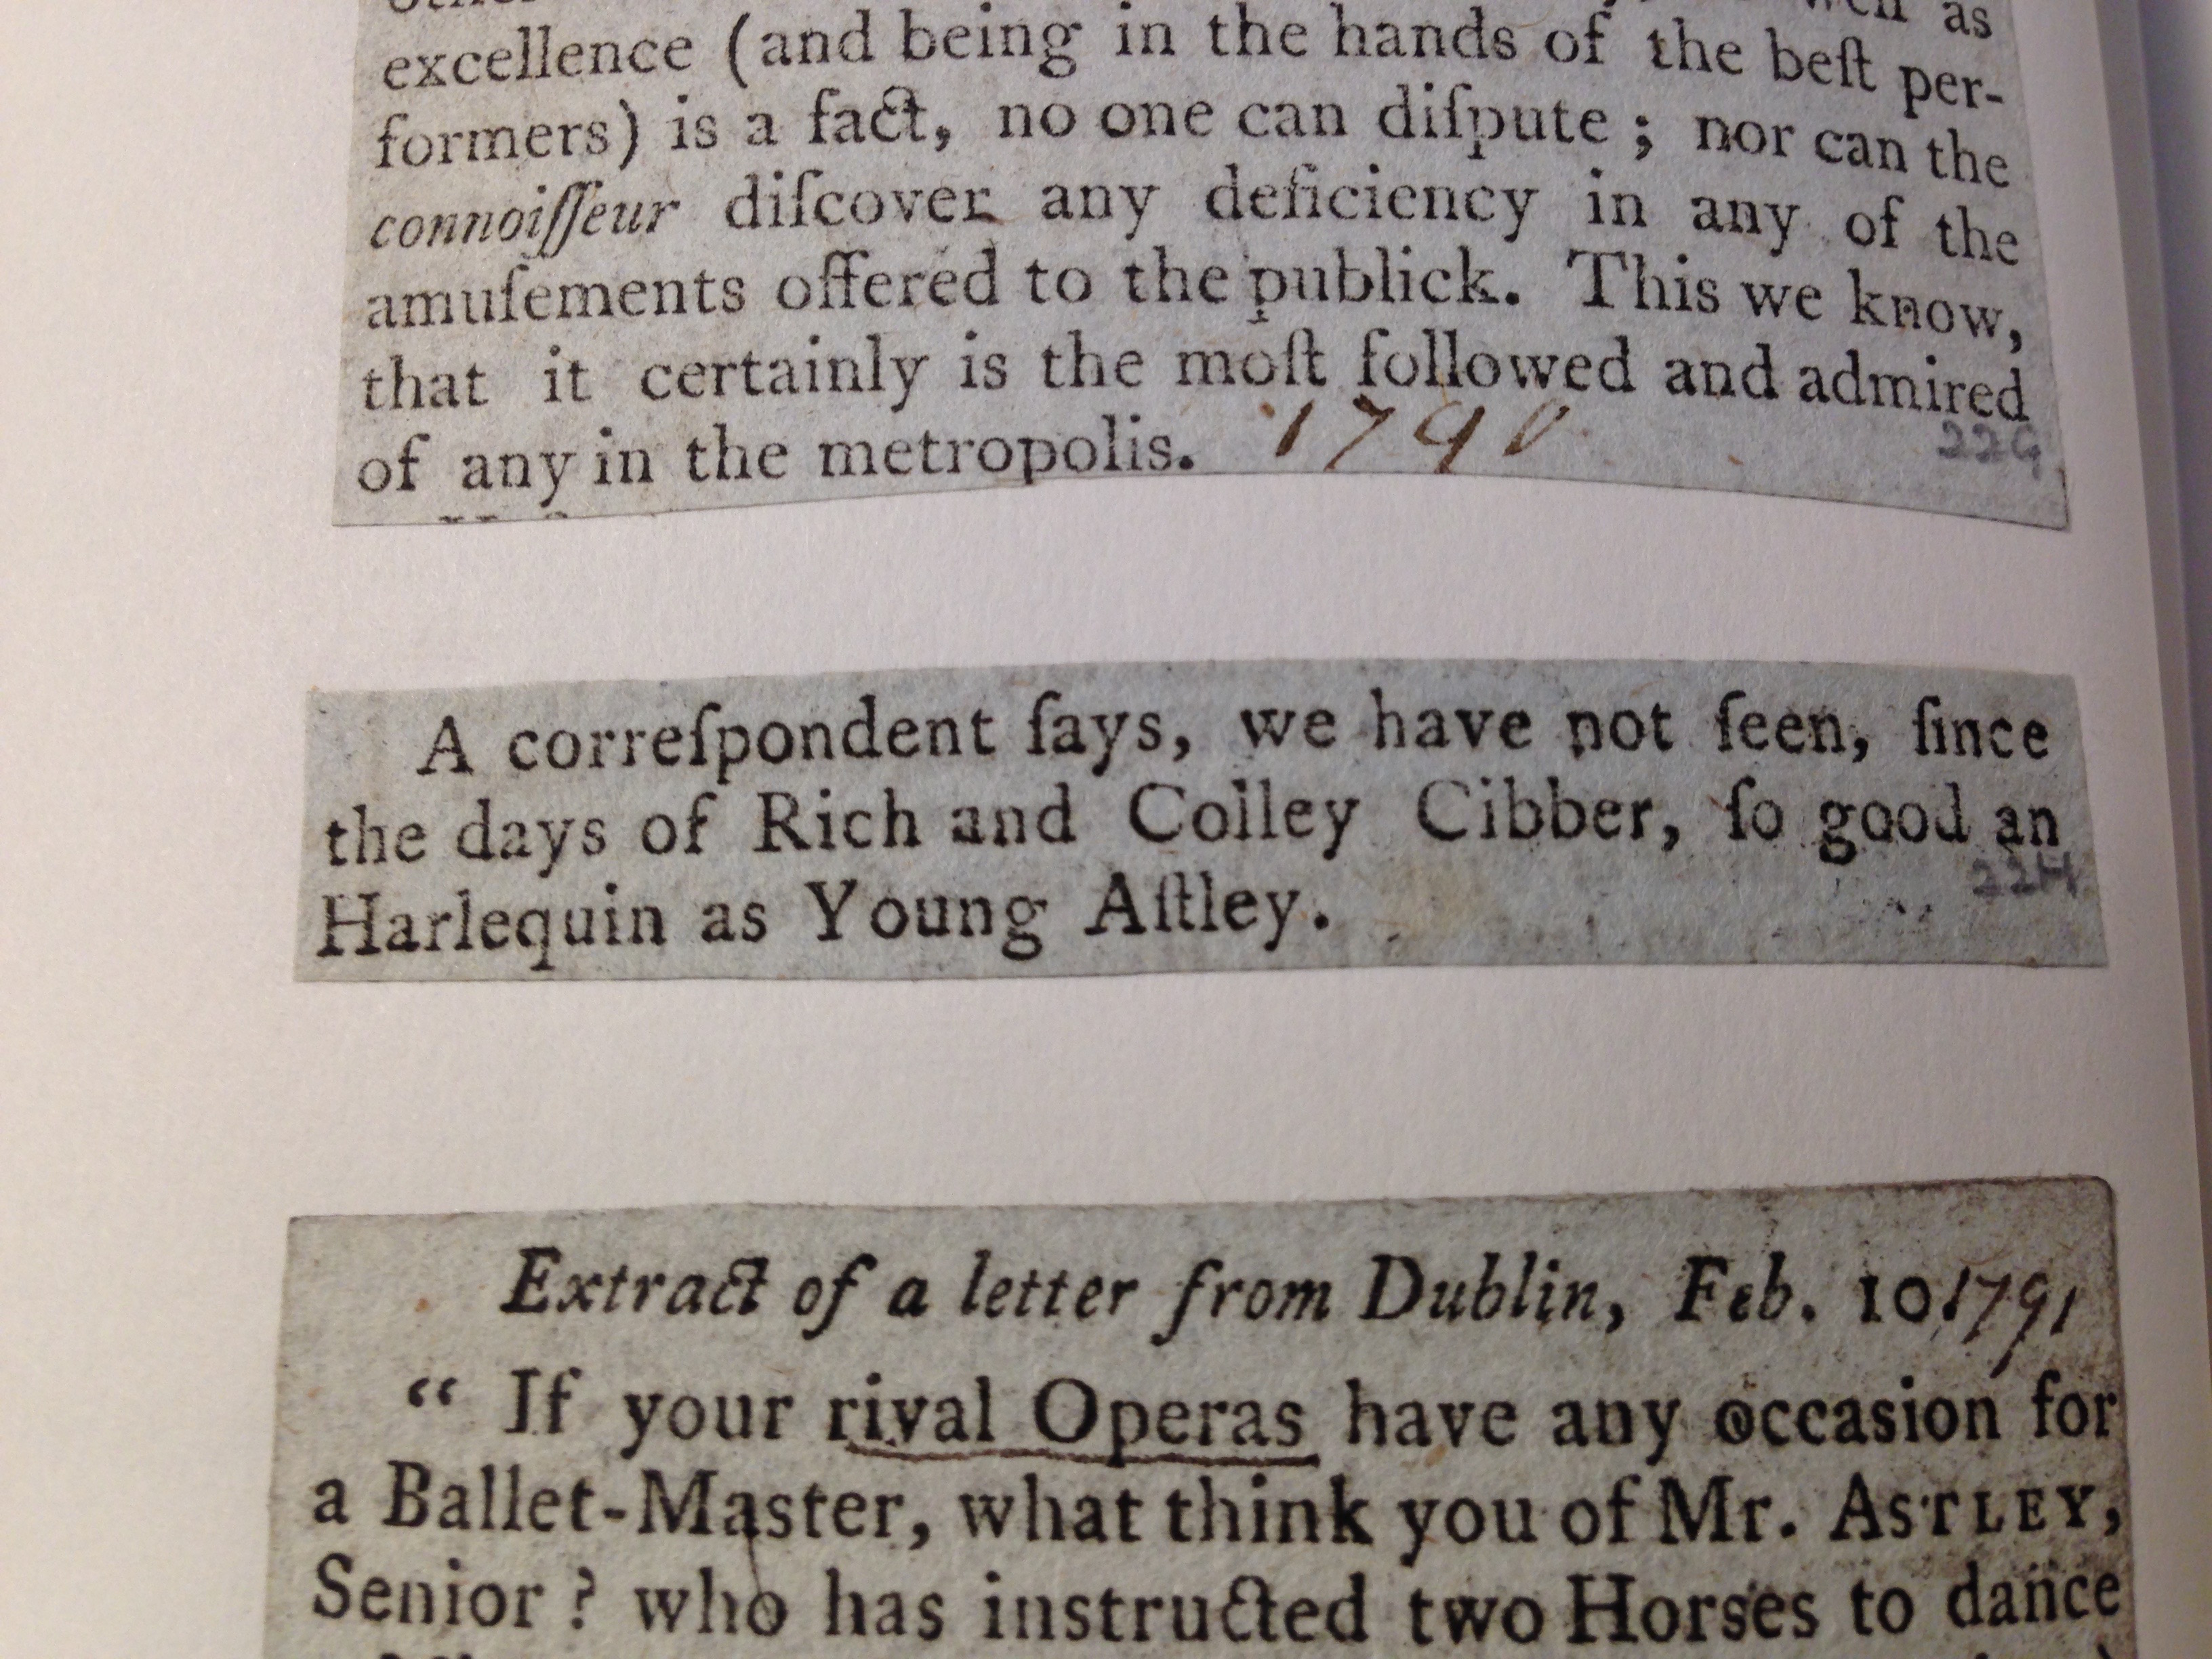 as
excellence (and being in the hands of the beſt per-
formers) is a fact, no one can diſpute ; nor can the
connoiſſeur diſcover any deficiency in any of the
amuſements offered to the publick. This we know,
that it certainly is the moſt followed and admired
of any in the metropolis. 1790
22G
A correſpondent ſays, we have not ſeen, ſince
the days of Rich and Colley Cibber, ſo good an
Harlequin as Young Aſtley.
22H
Extract of a letter from Dublin, Feb. 10. 1791
“ If your rival Operas have any occasion for
a Ballet-Master, what think you of Mr. ASTLEY,
Senior ? who has instructed two Horses to dance